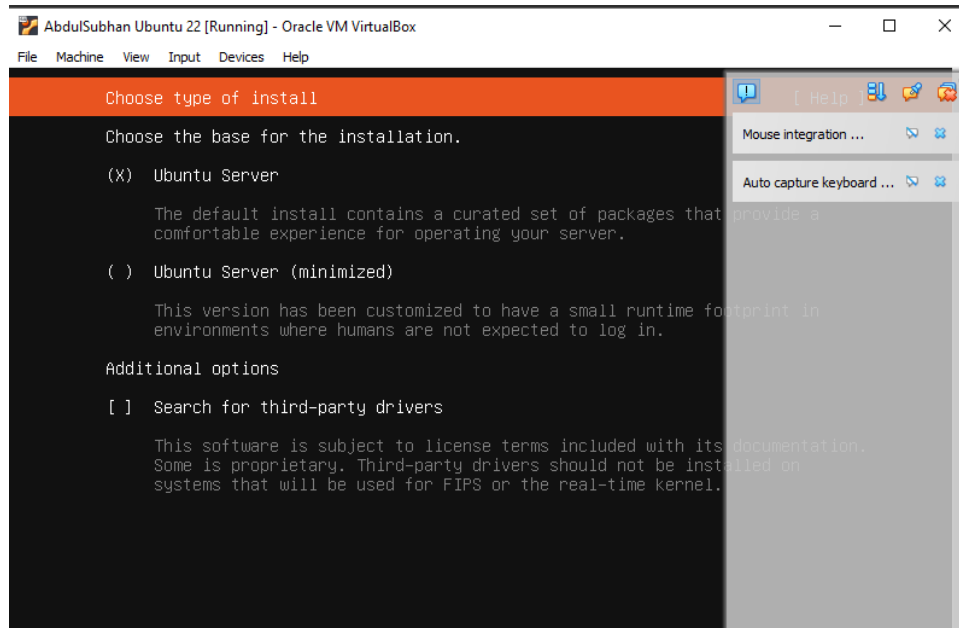 AbdulSubhan Ubuntu 22 [Running] - Oracle VM VirtualBox
File Machine View Input Devices Help
Choose type of install [ Help ]
Choose the base for the installation.
Mouse integration ...
(X) Ubuntu Server
Auto capture keyboard ...
The default install contains a curated set of packages that provide a
comfortable experience for operating your server.
( ) Ubuntu Server (minimized)
This version has been customized to have a small runtime footprint in
environments where humans are not expected to log in.
Additional options
[ ] Search for third-party drivers
This software is subject to license terms included with its documentation.
Some is proprietary. Third-party drivers should not be installed on
systems that will be used for FIPS or the real-time kernel.